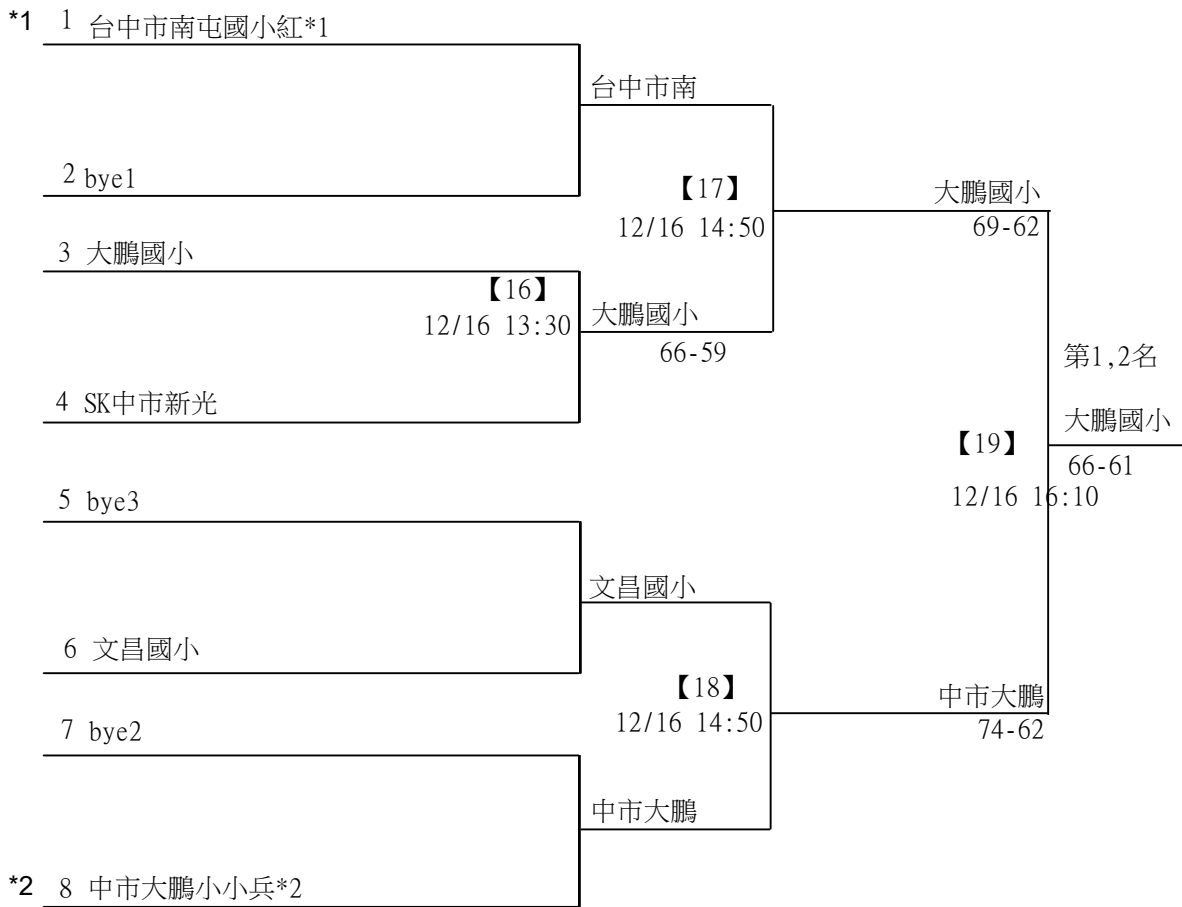 *1 1 台中市南屯國小紅*1
台中市南
2 bye1
【17】
12/16 14:50
大鵬國小
69-62
3 大鵬國小
【16】
12/16 13:30
大鵬國小
66-59
4 SK中市新光
第1,2名
大鵬國小
66-61
【19】
12/16 16:10
5 bye3
文昌國小
6 文昌國小
【18】
12/16 14:50
中市大鵬
74-62
7 bye2
中市大鵬
*2 8 中市大鵬小小兵*2